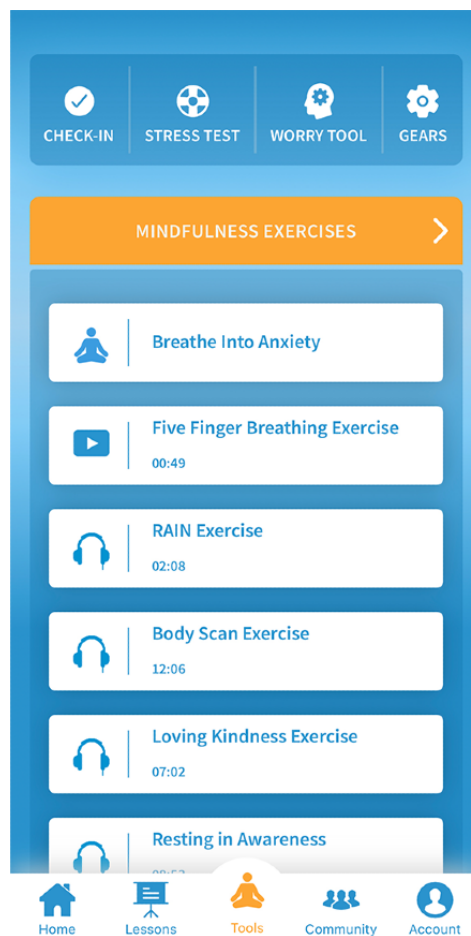 CHECK-IN STRESS TEST WORRY TOOL GEARS
MINDFULNESS EXERCISES
Breathe Into Anxiety
Five Finger Breathing Exercise
00:49
RAIN Exercise
02:08
Body Scan Exercise
12:06
Loving Kindness Exercise
07:02
Resting in Awareness
Home Lessons Tools Community Account